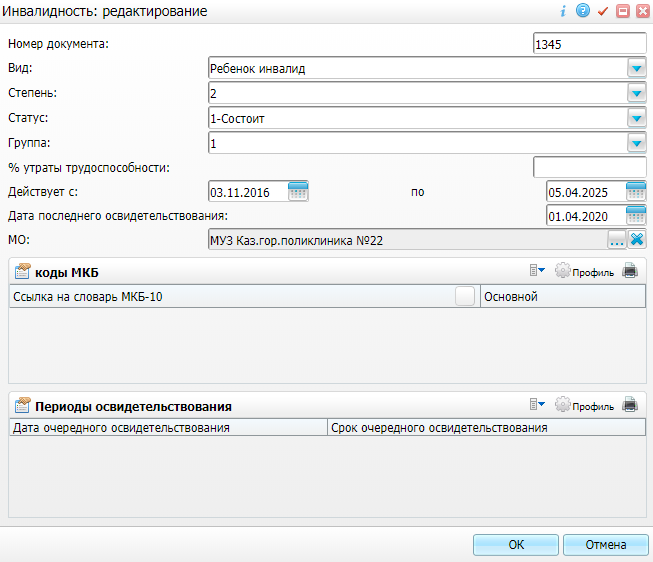 Инвалидность: редактирование
Номер документа: 1345
Вид: Ребенок инвалид
Степень: 2
Статус: 1-Состоит
Группа: 1
% утраты трудоспособности:
Действует с: 03.11.2016 по 05.04.2025
Дата последнего освидетельствования: 01.04.2020
МО: МУЗ Каз.гор.поликлиника №22 ...
коды МКБ Профиль
Ссылка на словарь МКБ-10 Основной
Периоды освидетельствования Профиль
Дата очередного освидетельствования Срок очередного освидетельствования
ОК Отмена